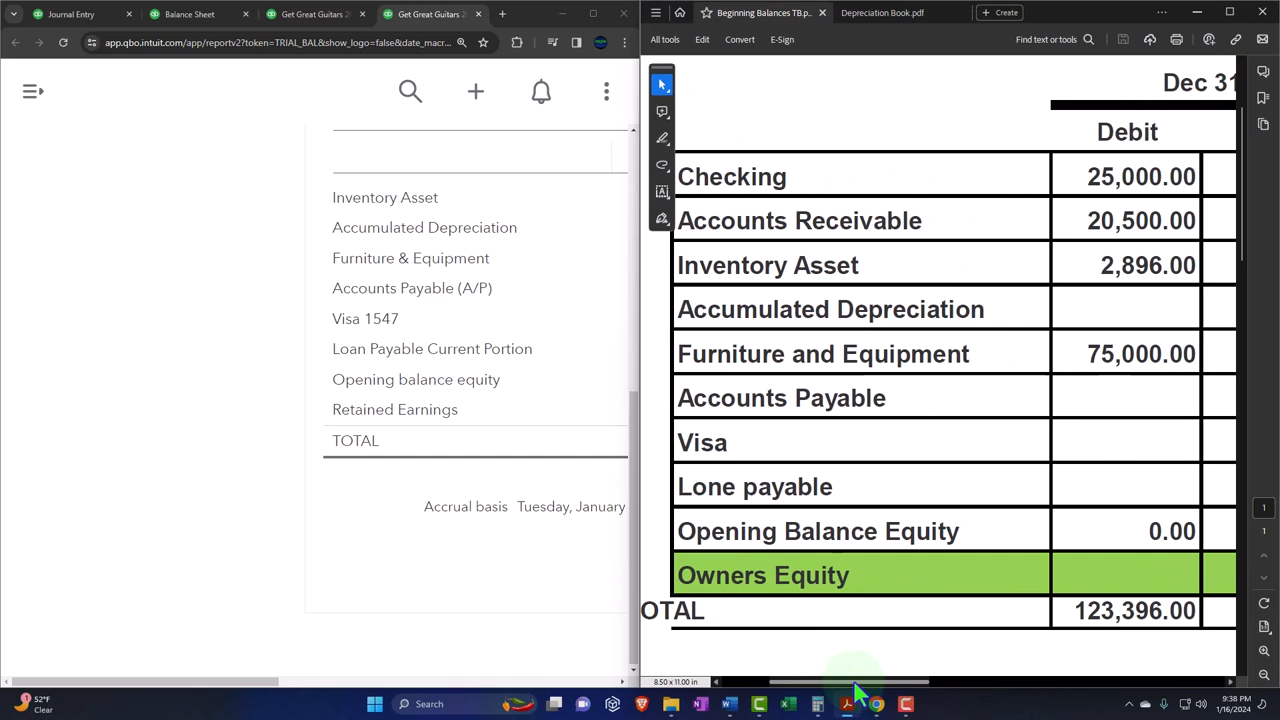 Journal Entry
Balance Sheet
Get Great Guitars 2
Get Great Guitars 2
app.qbo.intuit.com/app/reportv2?token=TRIAL_BAL&show_logo=false&date_macr...
Inventory Asset
Accumulated Depreciation
Furniture & Equipment
Accounts Payable (A/P)
Visa 1547
Loan Payable Current Portion
Opening balance equity
Retained Earnings
TOTAL
Accrual basis Tuesday, January
Beginning Balances TB.p...
Depreciation Book.pdf
Create
All tools Edit Convert E-Sign
Find text or tools
Dec 31
Debit
Checking 25,000.00
Accounts Receivable 20,500.00
Inventory Asset 2,896.00
Accumulated Depreciation
Furniture and Equipment 75,000.00
Accounts Payable
Visa
Lone payable
Opening Balance Equity 0.00
Owners Equity
OTAL 123,396.00
8.50 x 11.00 in
1
1
1
52°F
Clear
Search
9:38 PM
1/16/2024